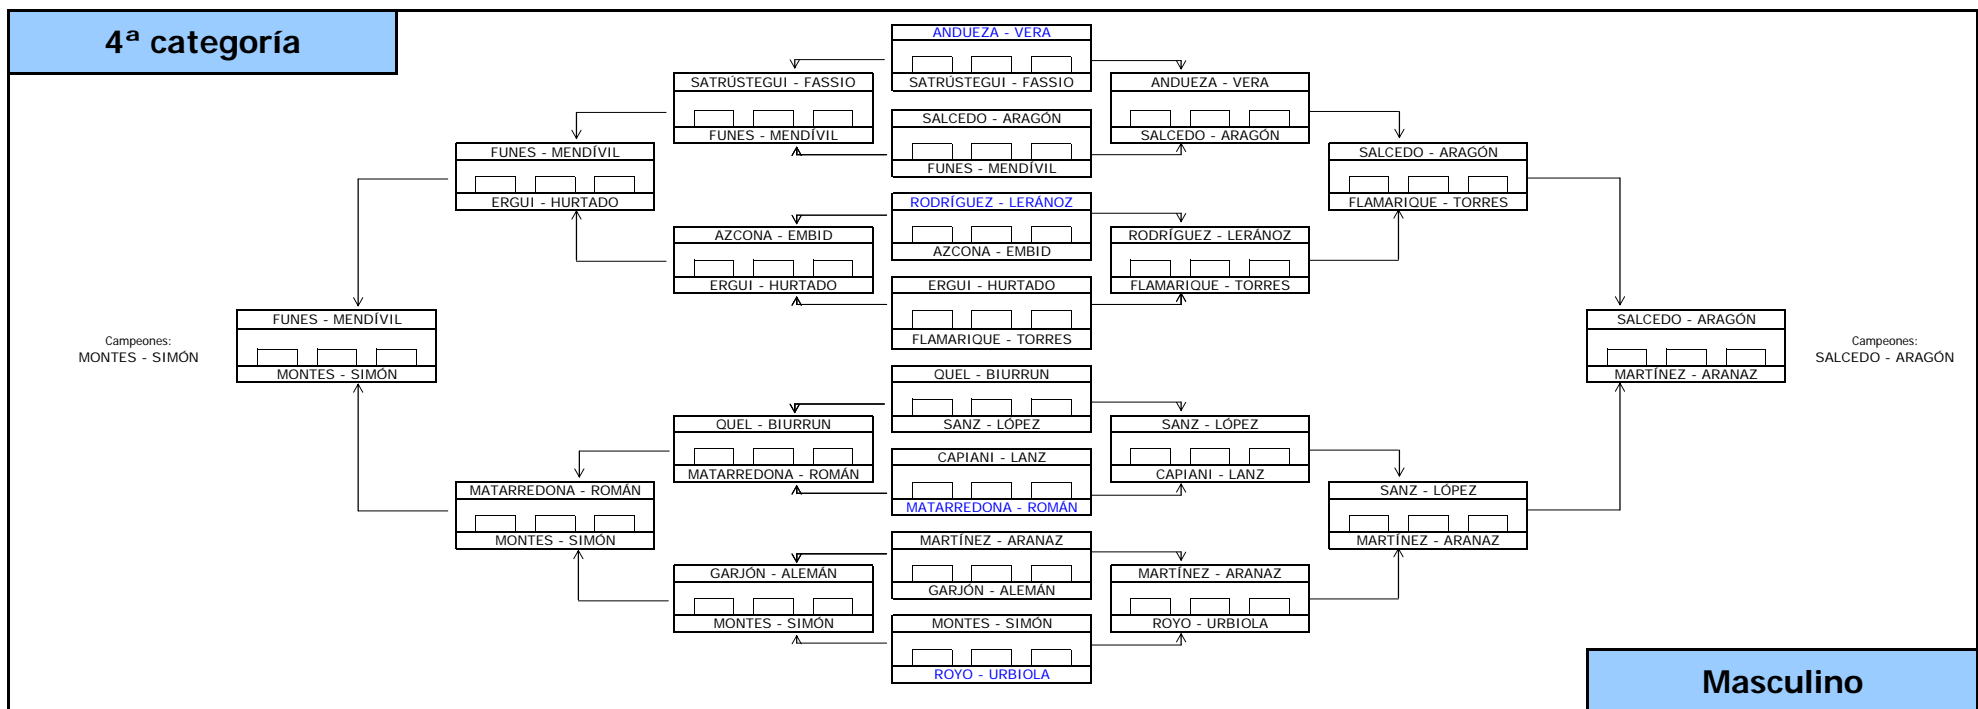 4ª categoría
ANDUEZA - VERA
SATRÚSTEGUI - FASSIO
SATRÚSTEGUI - FASSIO
ANDUEZA - VERA
SALCEDO - ARAGÓN
FUNES - MENDÍVIL
SALCEDO - ARAGÓN
FUNES - MENDÍVIL
SALCEDO - ARAGÓN
FUNES - MENDÍVIL
ERGUI - HURTADO
RODRÍGUEZ - LERÁNOZ
FLAMARIQUE - TORRES
AZCONA - EMBID
RODRÍGUEZ - LERÁNOZ
AZCONA - EMBID
ERGUI - HURTADO
ERGUI - HURTADO
FLAMARIQUE - TORRES
FUNES - MENDÍVIL
SALCEDO - ARAGÓN
FLAMARIQUE - TORRES
Campeones:
MONTES - SIMÓN
Campeones:
SALCEDO - ARAGÓN
MONTES - SIMÓN
QUEL - BIURRUN
MARTÍNEZ - ARANAZ
QUEL - BIURRUN
SANZ - LÓPEZ
SANZ - LÓPEZ
CAPIANI - LANZ
MATARREDONA - ROMÁN
CAPIANI - LANZ
MATARREDONA - ROMÁN
SANZ - LÓPEZ
MATARREDONA - ROMÁN
MONTES - SIMÓN
MARTÍNEZ - ARANAZ
MARTÍNEZ - ARANAZ
GARJÓN - ALEMÁN
MARTÍNEZ - ARANAZ
GARJÓN - ALEMÁN
MONTES - SIMÓN
MONTES - SIMÓN
ROYO - URBIOLA
ROYO - URBIOLA
Masculino